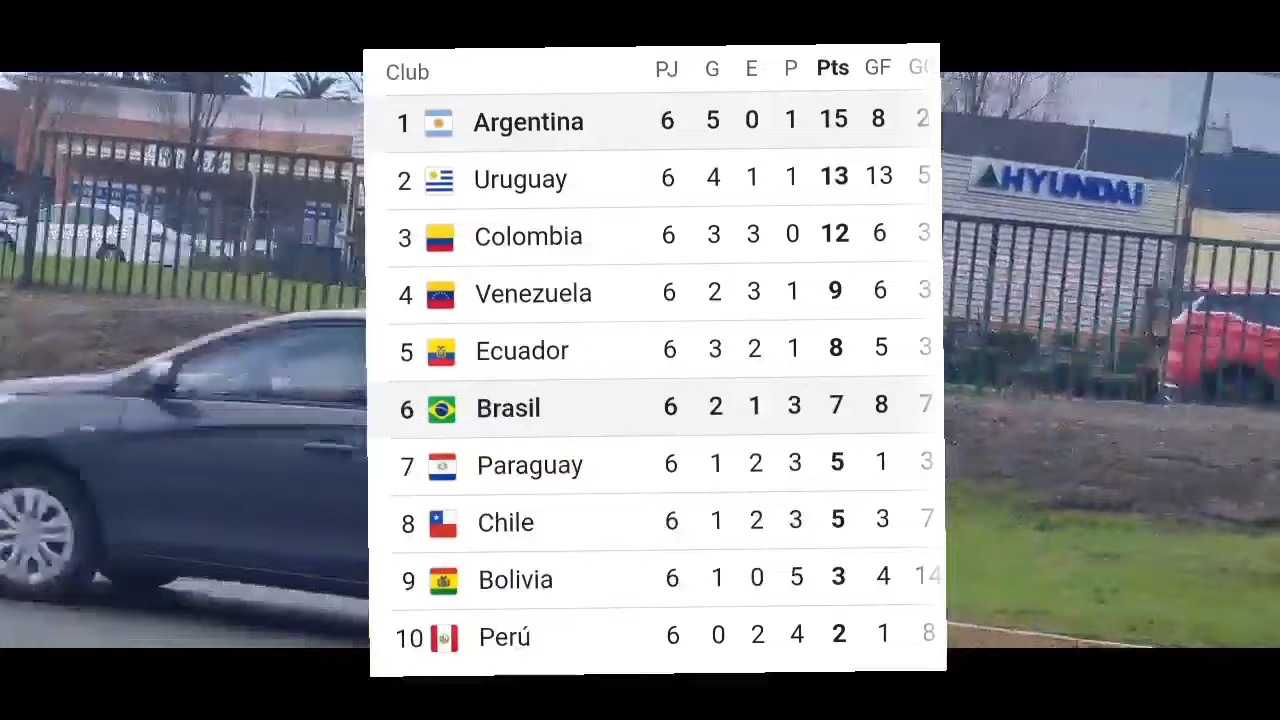 Club PJ G E P Pts GF GC
1 Argentina 6 5 0 1 15 8 2
2 Uruguay 6 4 1 1 13 13 5
3 Colombia 6 3 3 0 12 6 3
4 Venezuela 6 2 3 1 9 6 3
5 Ecuador 6 3 2 1 8 5 3
6 Brasil 6 2 1 3 7 8 7
7 Paraguay 6 1 2 3 5 1 3
8 Chile 6 1 2 3 5 3 7
9 Bolivia 6 1 0 5 3 4 14
10 Perú 6 0 2 4 2 1 8
HYUNDAI